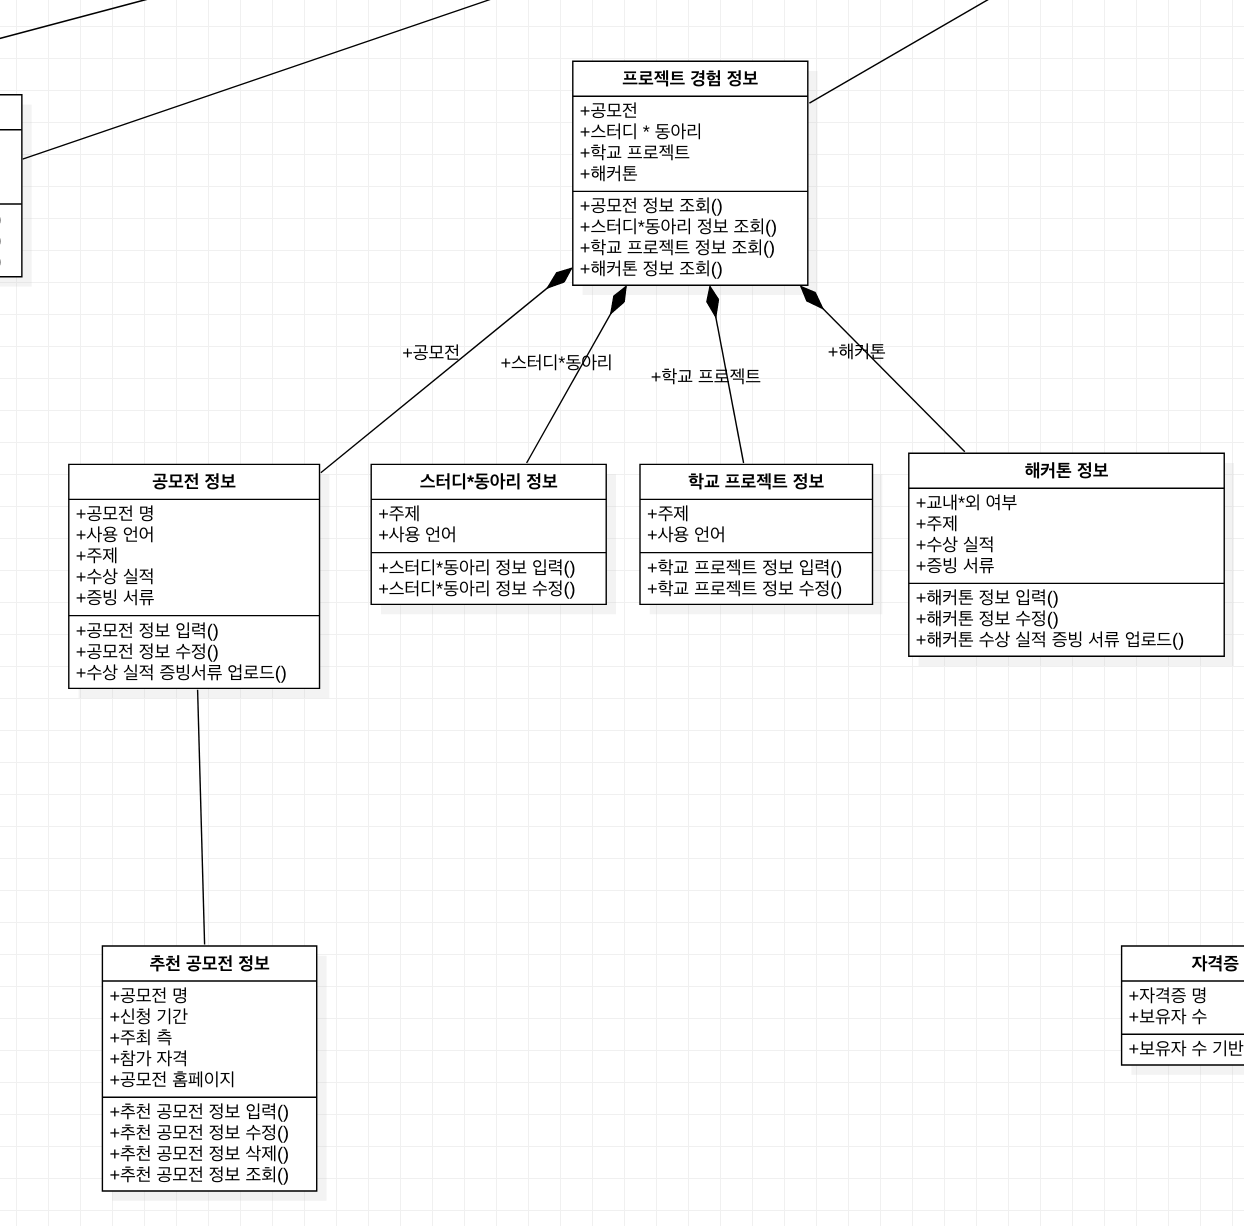 프로젝트 경험 정보
+공모전
+스터디 * 동아리
+학교 프로젝트
+해커톤
+공모전 정보 조회()
+스터디*동아리 정보 조회()
+학교 프로젝트 정보 조회()
+해커톤 정보 조회()
)
)
)
+공모전
+스터디*동아리
+학교 프로젝트
+해커톤
공모전 정보
+공모전 명
+사용 언어
+주제
+수상 실적
+증빙 서류
+공모전 정보 입력()
+공모전 정보 수정()
+수상 실적 증빙서류 업로드()
스터디*동아리 정보
+주제
+사용 언어
+스터디*동아리 정보 입력()
+스터디*동아리 정보 수정()
학교 프로젝트 정보
+주제
+사용 언어
+학교 프로젝트 정보 입력()
+학교 프로젝트 정보 수정()
해커톤 정보
+교내*외 여부
+주제
+수상 실적
+증빙 서류
+해커톤 정보 입력()
+해커톤 정보 수정()
+해커톤 수상 실적 증빙 서류 업로드()
추천 공모전 정보
+공모전 명
+신청 기간
+주최 측
+참가 자격
+공모전 홈페이지
+추천 공모전 정보 입력()
+추천 공모전 정보 수정()
+추천 공모전 정보 삭제()
+추천 공모전 정보 조회()
자격증
+자격증 명
+보유자 수
+보유자 수 기반